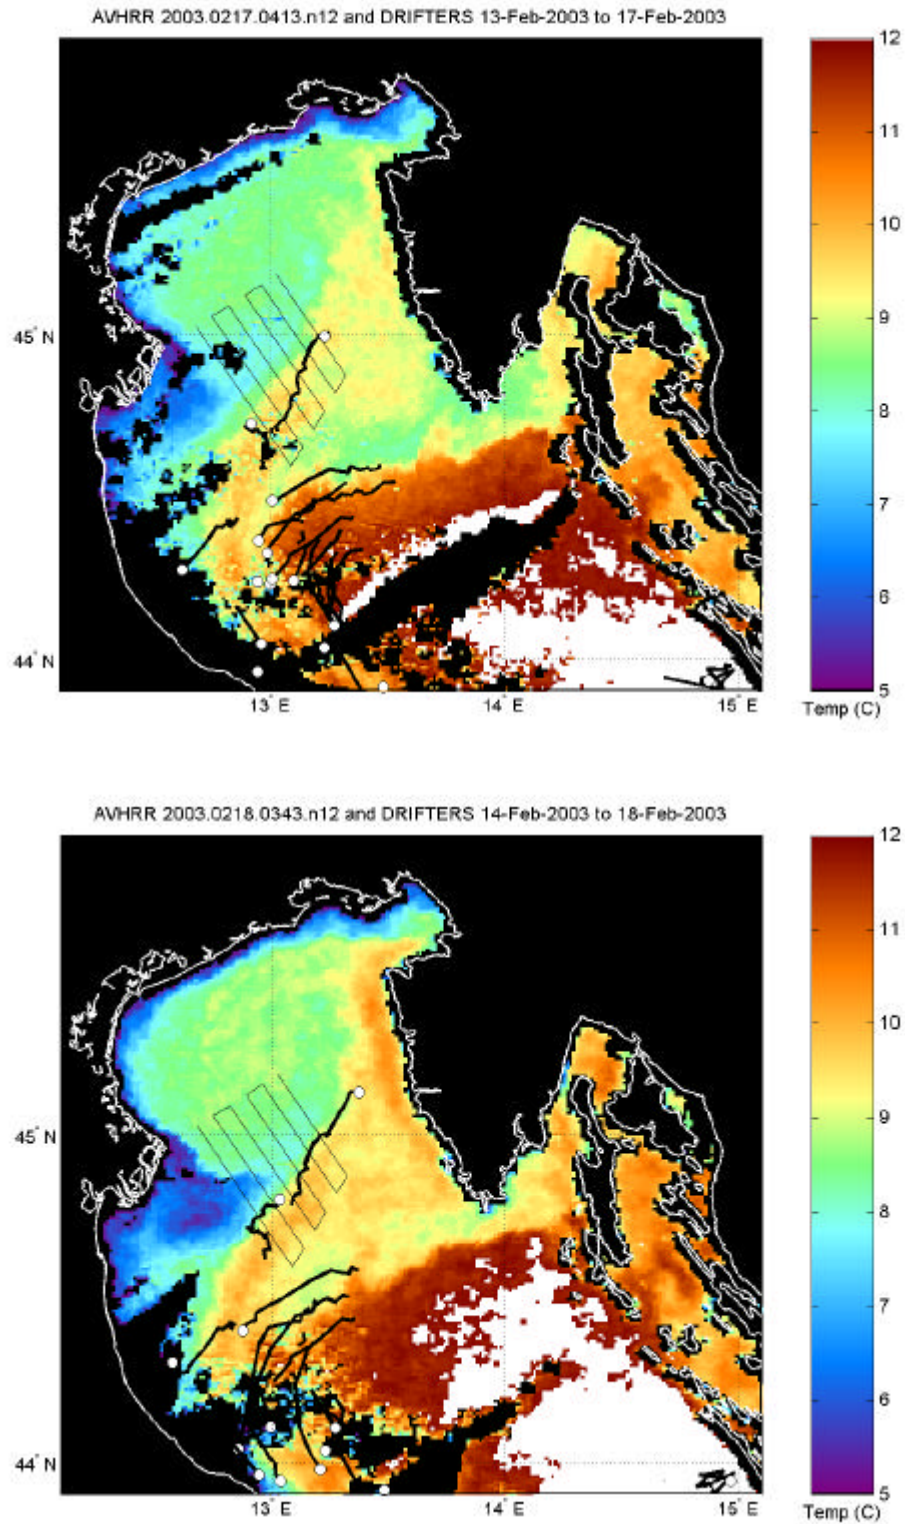 AVHRR 2003.0217.0413.n12 and DRIFTERS 13-Feb-2003 to 17-Feb-2003
12
11
10
9
8
7
6
5
Temp (C)
45° N
44° N
13° E
14° E
15° E
AVHRR 2003.0218.0343.n12 and DRIFTERS 14-Feb-2003 to 18-Feb-2003
12
11
10
9
8
7
6
5
Temp (C)
45° N
44° N
13° E
14° E
15° E